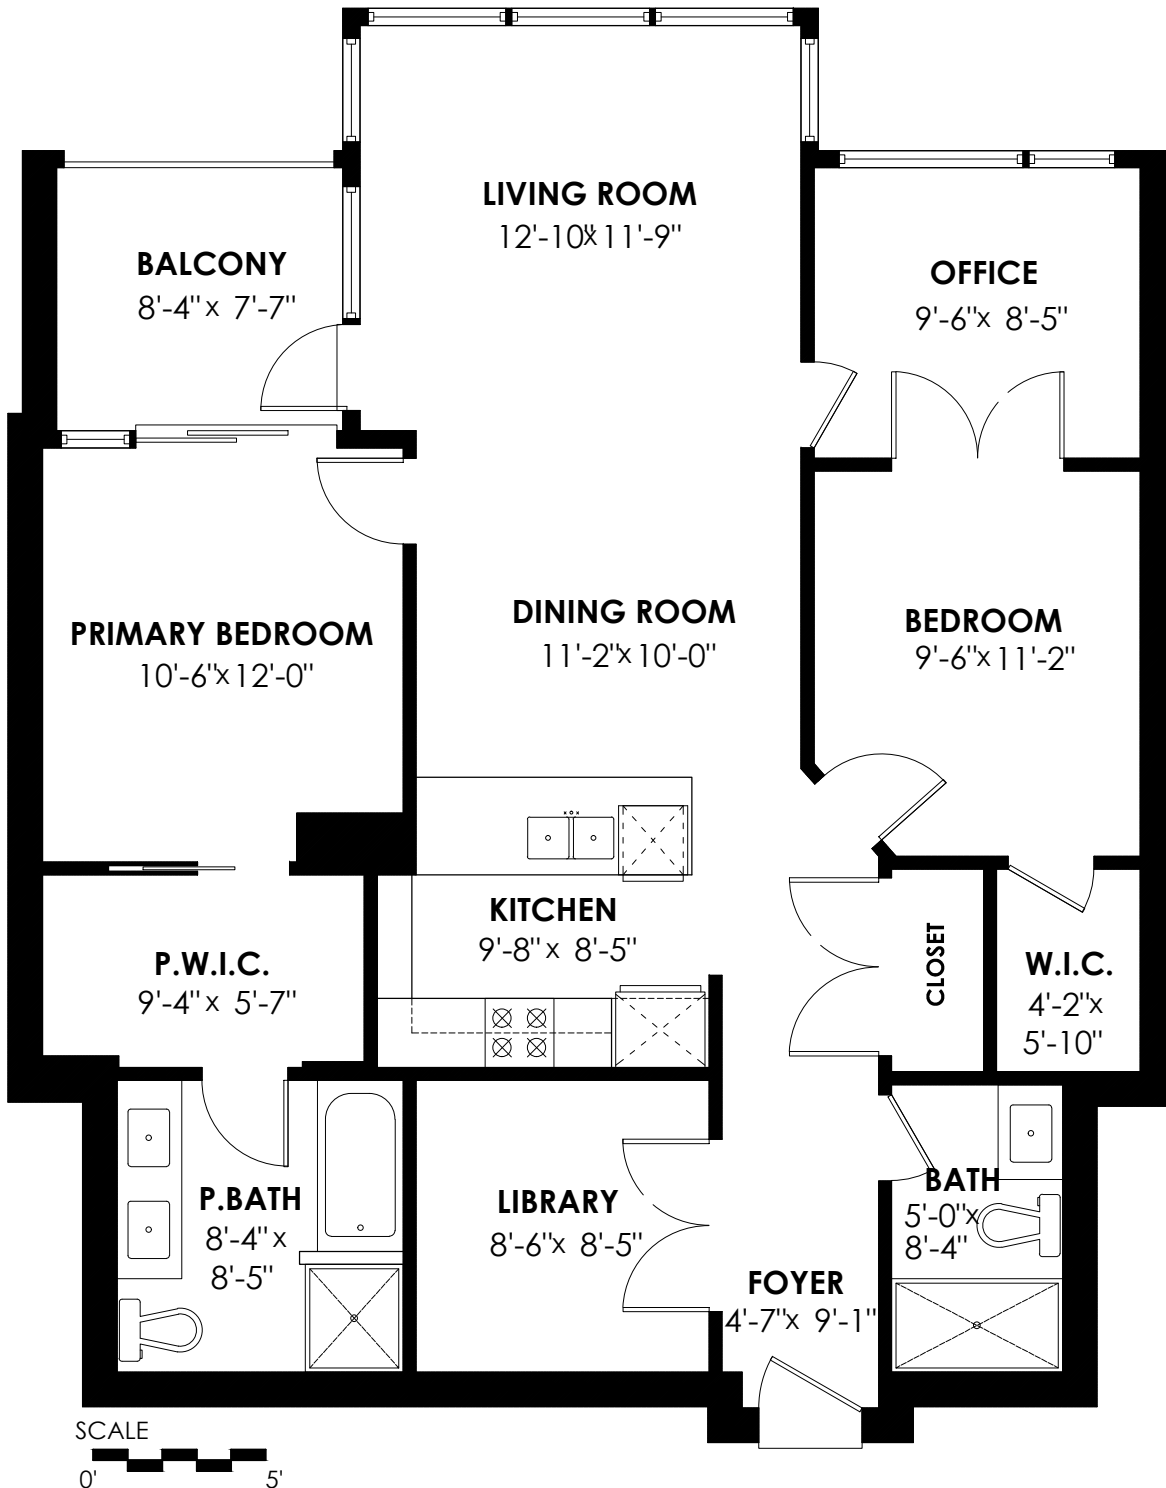 LIVING ROOM
12'-10"x 11'-9"
BALCONY
8'-4" x 7'-7"
OFFICE
9'-6"x 8'-5"
PRIMARY BEDROOM
10'-6"x 12'-0"
DINING ROOM
11'-2"x 10'-0"
BEDROOM
9'-6"x 11'-2"
KITCHEN
9'-8" x 8'-5"
P.W.I.C.
9'-4" x 5'-7"
CLOSET
W.I.C.
4'-2"x
5'-10"
P.BATH
8'-4" x
8'-5"
LIBRARY
8'-6"x 8'-5"
BATH
5'-0"x
8'-4"
FOYER
4'-7"x 9'-1"
SCALE
0' 5'